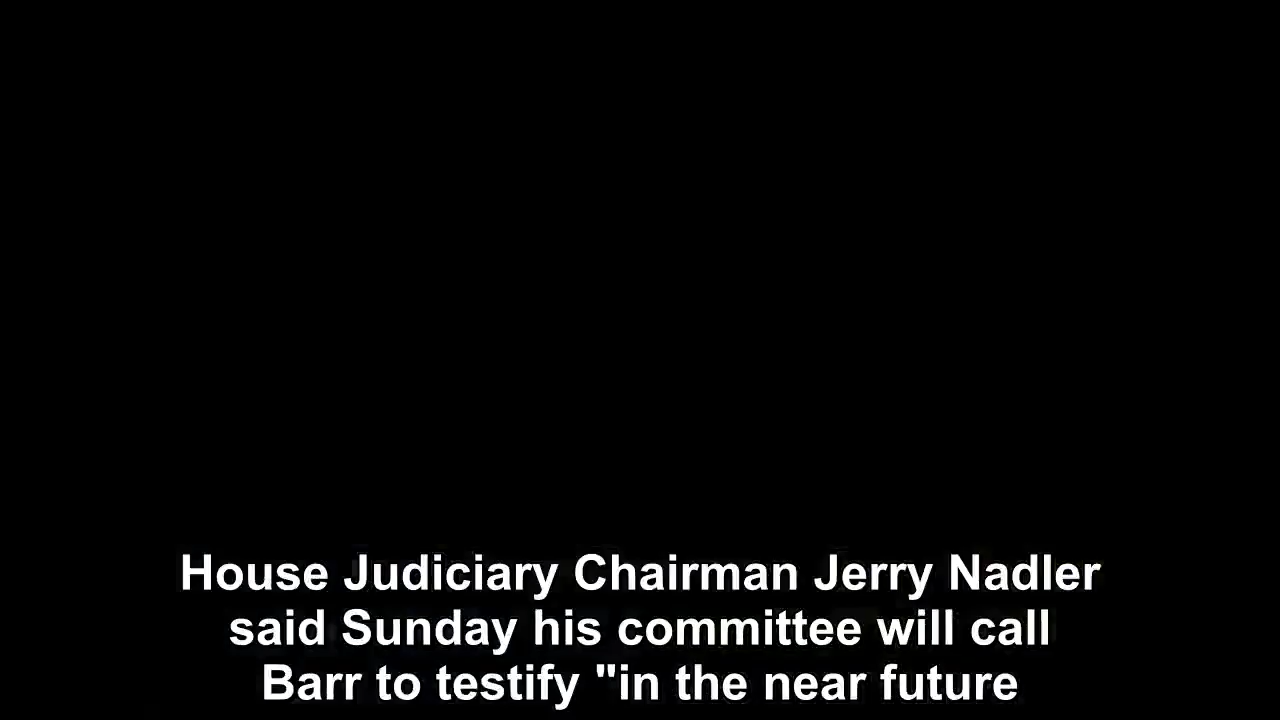 House Judiciary Chairman Jerry Nadler
said Sunday his committee will call
Barr to testify "in the near future